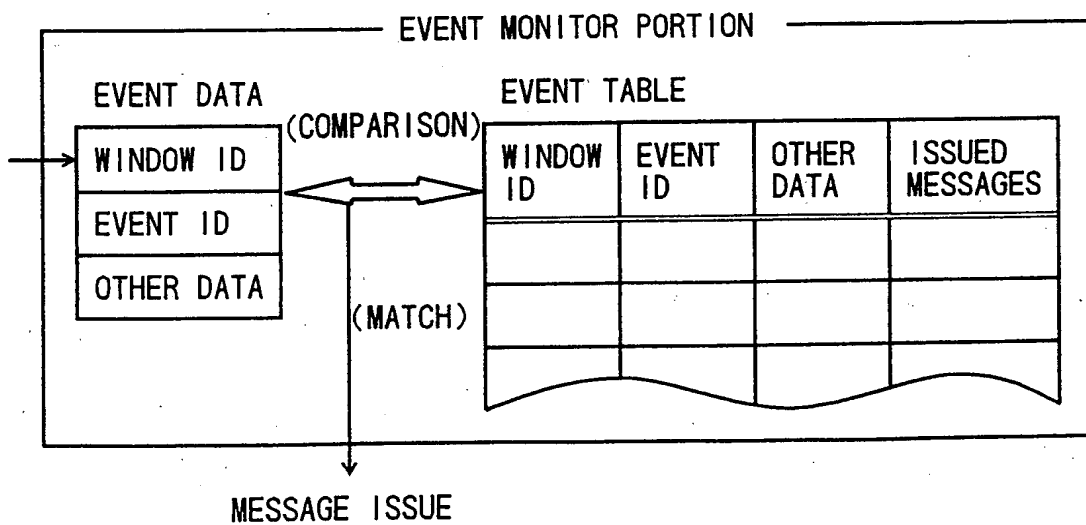 EVENT MONITOR PORTION
EVENT DATA
WINDOW ID
EVENT ID
OTHER DATA
(COMPARISON)
(MATCH)
EVENT TABLE
WINDOW
ID
EVENT
ID
OTHER
DATA
ISSUED
MESSAGES
MESSAGE ISSUE